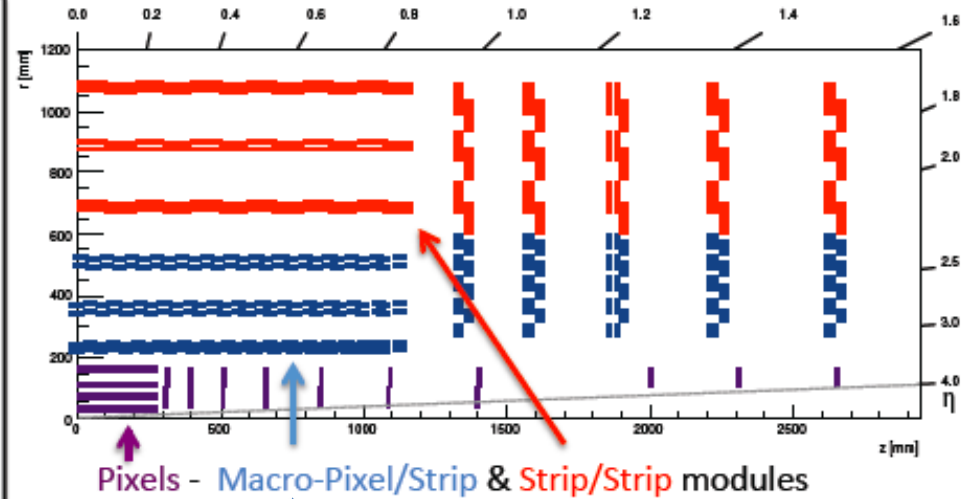 0.0 0.2 0.4 0.6 0.8 1.0 1.2 1.4 1.6
r [mm]
1200
1000
800
600
400
200
0
1.8
2.0
2.5
3.0
4.0
η
0 500 1000 1500 2000 2500
z [mm]
Pixels - Macro-Pixel/Strip & Strip/Strip modules